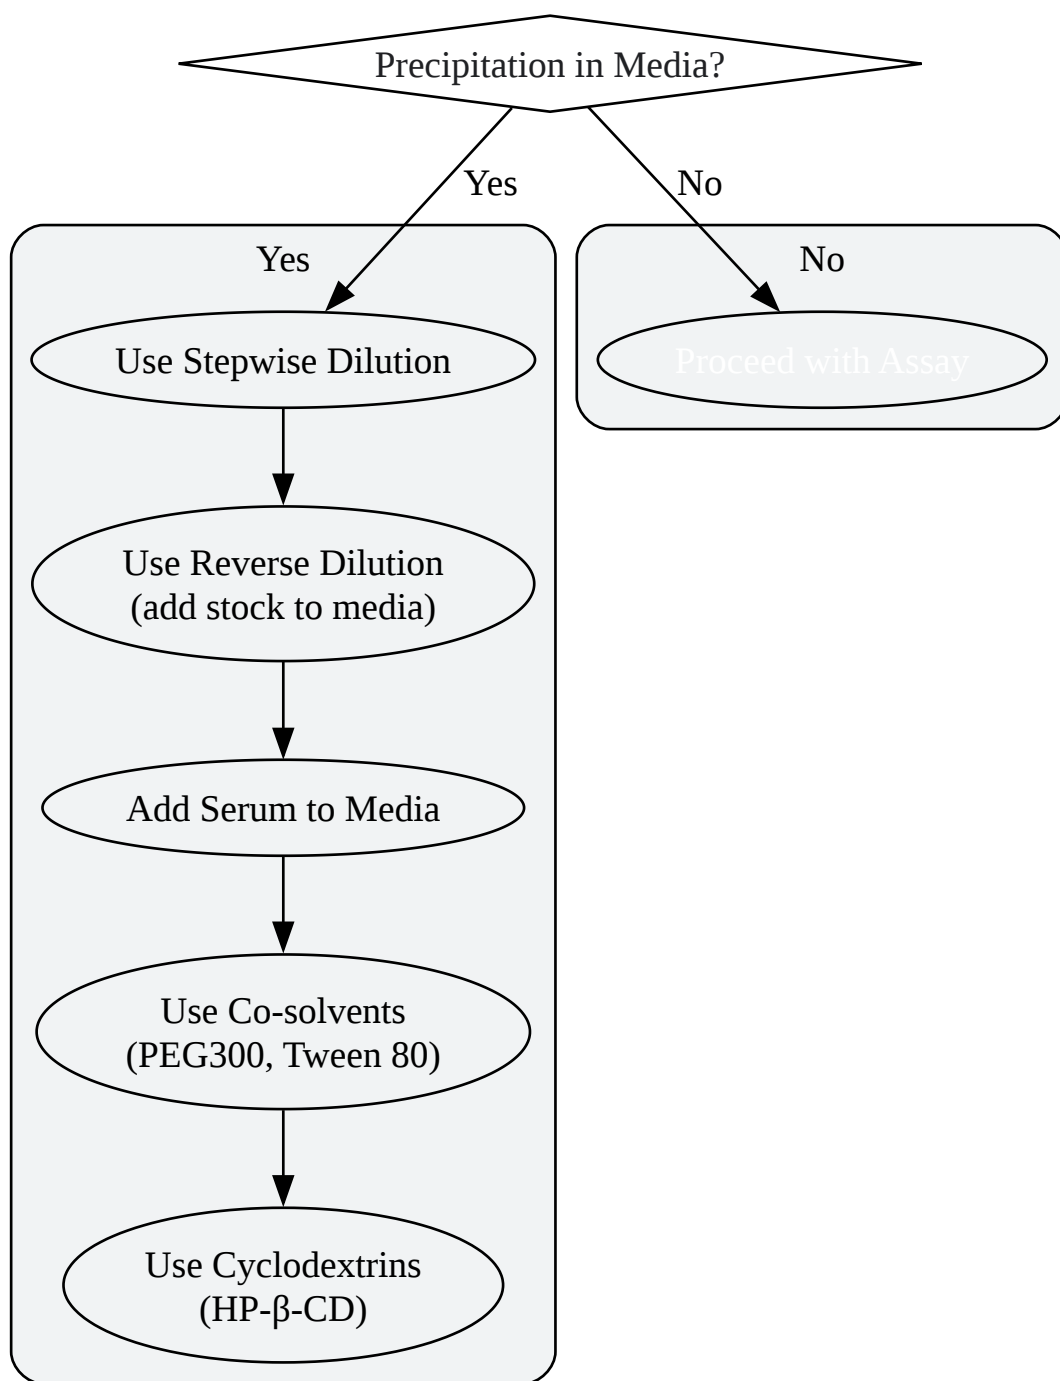 Precipitation in Media?
Yes
No
Yes
No
Use Stepwise Dilution
Proceed with Assay
Use Reverse Dilution
(add stock to media)
Add Serum to Media
Use Co-solvents
(PEG300, Tween 80)
Use Cyclodextrins
(HP-β-CD)